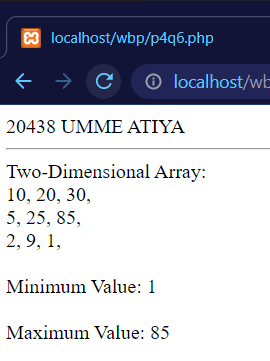 localhost/wbp/p4q6.php
localhost/wb
20438 UMME ATIYA
Two-Dimensional Array:
10, 20, 30,
5, 25, 85,
2, 9, 1,
Minimum Value: 1
Maximum Value: 85